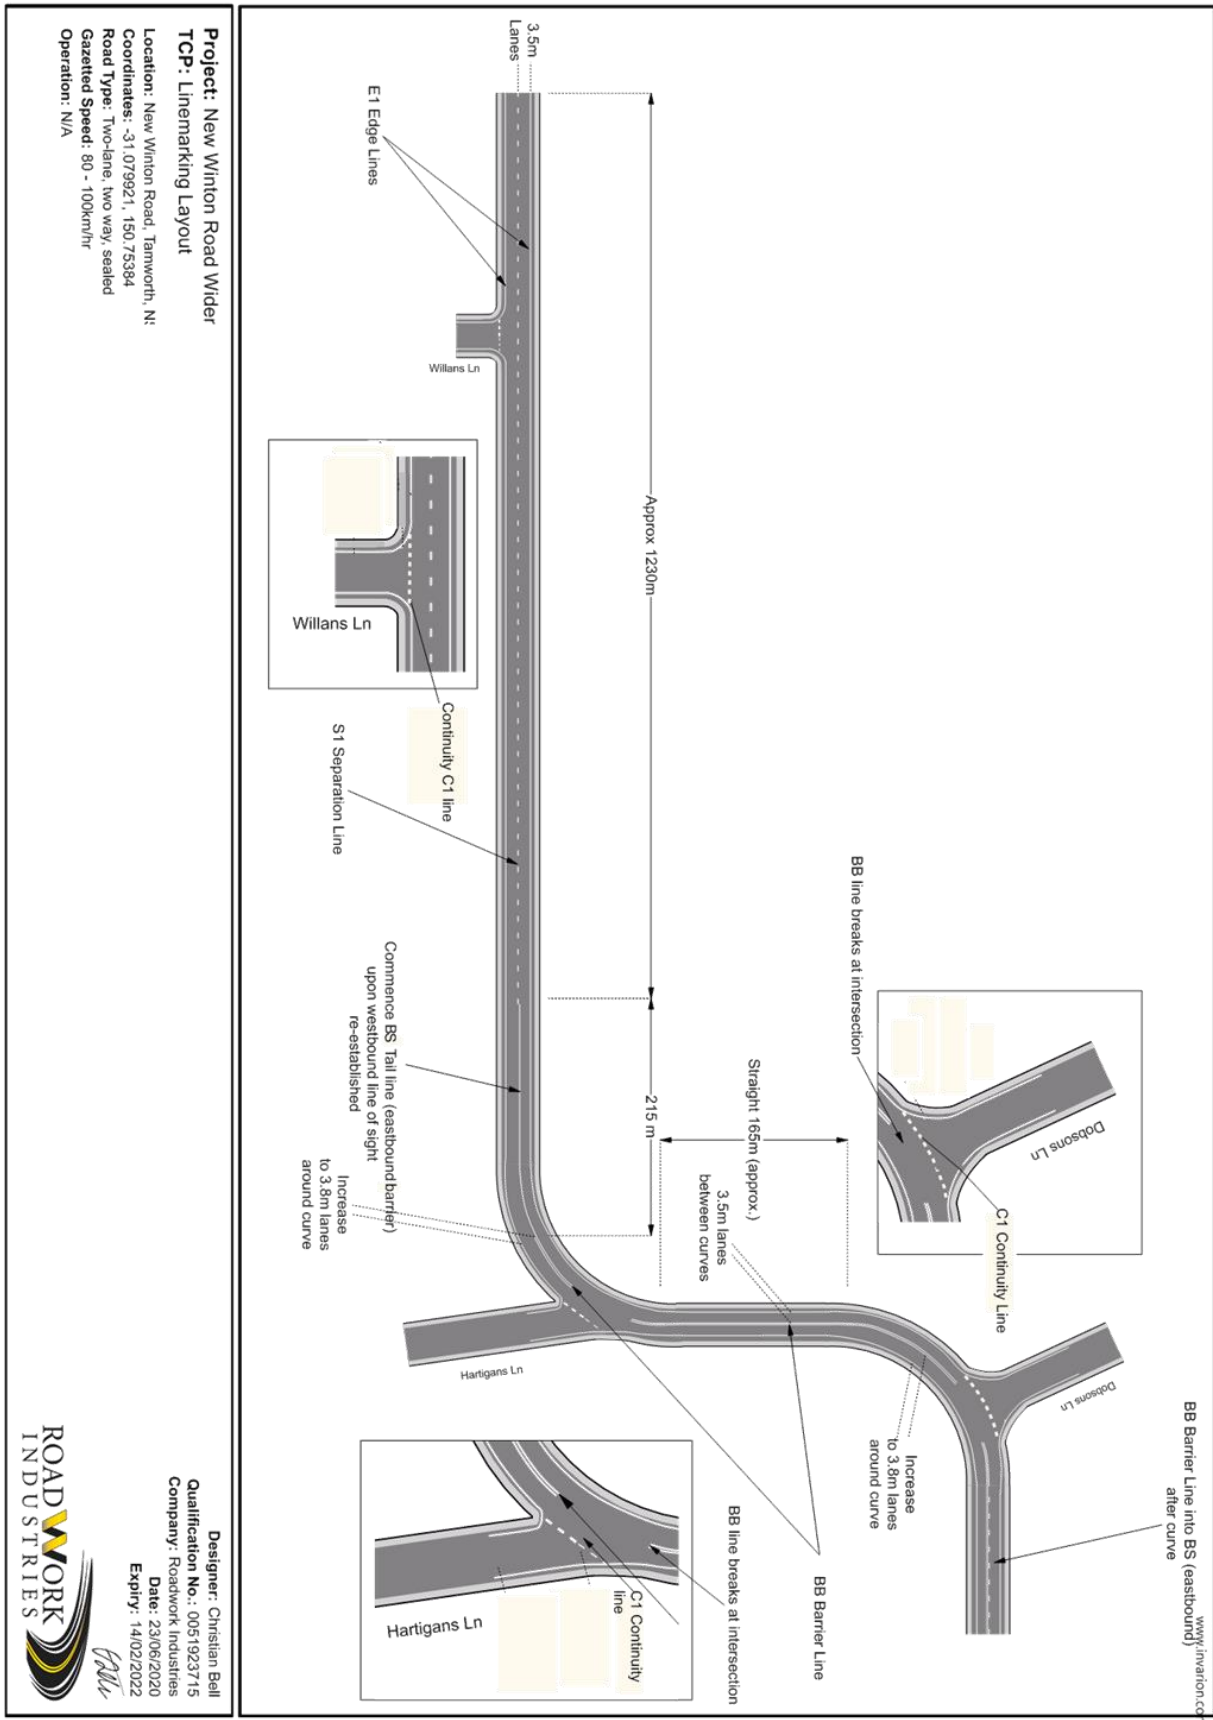 Project: New Winton Road Wider
TCP: Linemarking Layout
Location: New Winton Road, Tamworth,
Coordinates: -31.079921, 150.75384
Road Type: Two-lane, two way, sealed
Gazetted Speed: 80 - 100km/hr
Operation: N/A
Designer: Christian Bell
Qualification No.: 0051923715
Company: Roadwork Industries
Date: 23/06/2020
Expiry: 14/02/2022
ROADWORK
INDUSTRIES
3.5m
Lanes
E1 Edge Lines
Willans Ln
Approx 1230m
Willans Ln
Continuity C1 line
S1 Separation Line
Commence BS Tail line (eastbound barrier)
upon westbound line of sight
re-established
215 m
Increase
to 3.8m lanes
around curve
Straight 165m (approx.)
3.5m lanes
between curves
BB line breaks at intersection
Dobsons Ln
C1 Continuity Line
Hartigans Ln
Dobsons Ln
Increase
to 3.8m lanes
around curve
BB Barrier Line into BS (eastbound)
after curve
BB Barrier Line
BB line breaks at intersection
C1 Continuity
line
Hartigans Ln
www.invarion.co